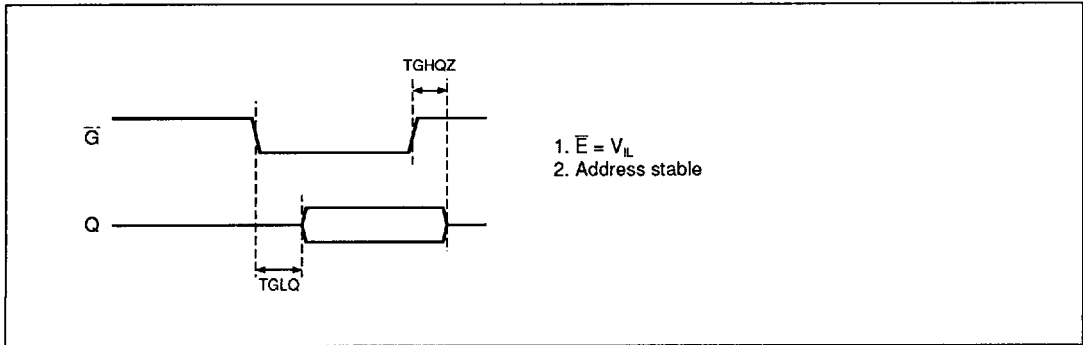 TGHQZ
G̅
1. E̅ = V_IL
2. Address stable
Q
TGLQ